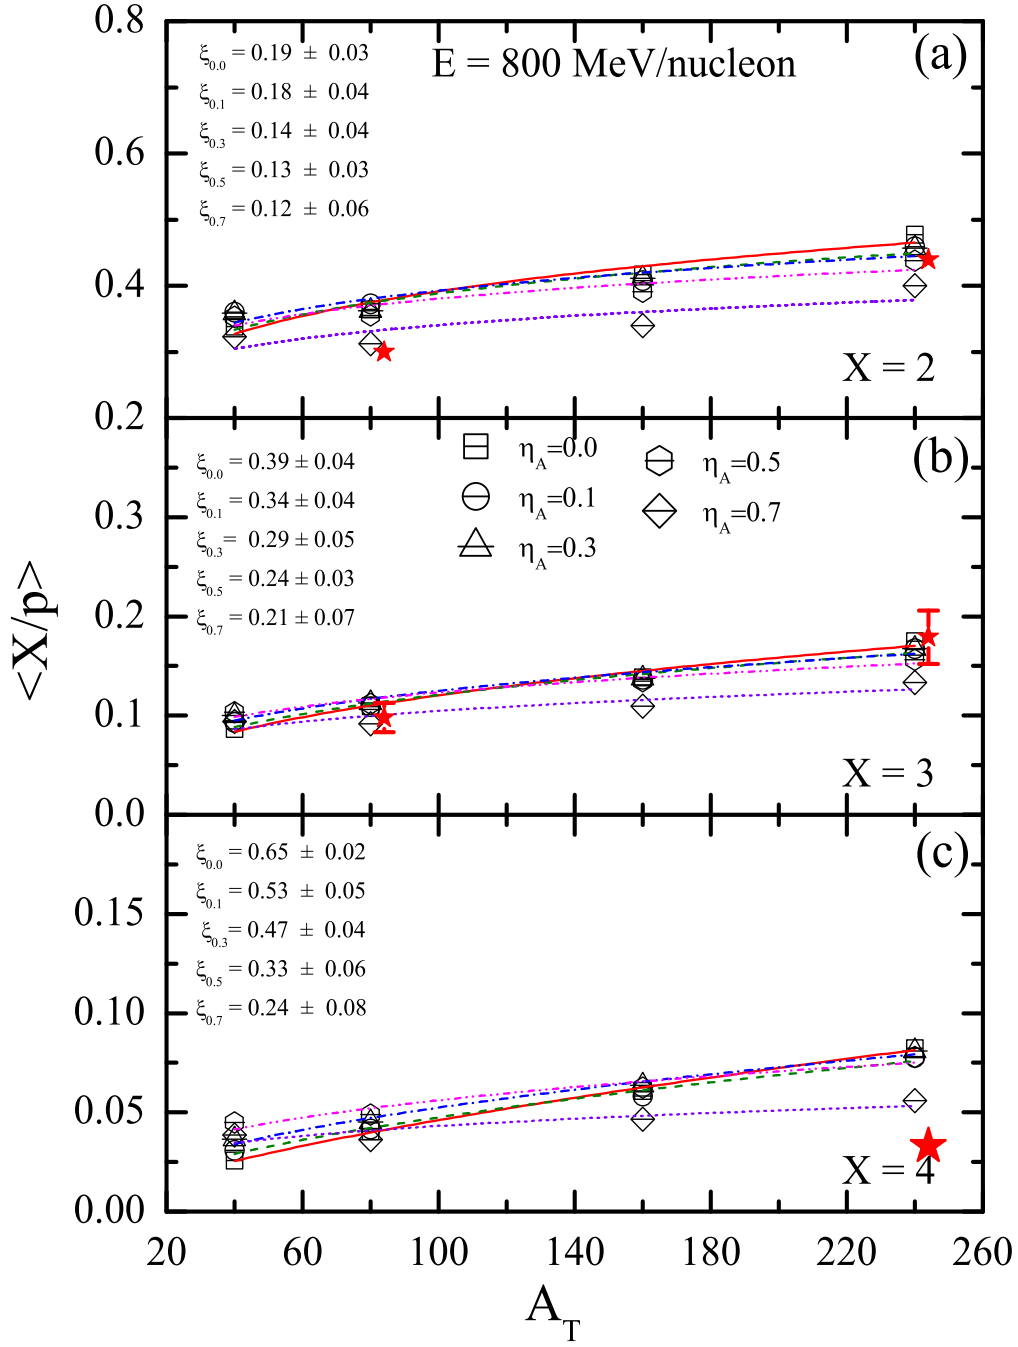 0.8
ξ0.0 = 0.19 ± 0.03
E = 800 MeV/nucleon
(a)
ξ0.1 = 0.18 ± 0.04
ξ0.3 = 0.14 ± 0.04
0.6
ξ0.5 = 0.13 ± 0.03
ξ0.7 = 0.12 ± 0.06
0.4
X = 2
0.2
ξ0.0 = 0.39 ± 0.04
ηA=0.0
ηA=0.5
(b)
ξ0.1 = 0.34 ± 0.04
ηA=0.1
ηA=0.7
0.3
ξ0.3= 0.29 ± 0.05
ηA=0.3
ξ0.5 = 0.24 ± 0.03
ξ0.7 = 0.21 ± 0.07
<X/p>
0.2
0.1
X = 3
0.0
ξ0.0 = 0.65 ± 0.02
(c)
ξ0.1 = 0.53 ± 0.05
0.15
ξ0.3= 0.47 ± 0.04
ξ0.5 = 0.33 ± 0.06
ξ0.7 = 0.24 ± 0.08
0.10
0.05
X = 4
0.00
20 60 100 140 180 220 260
AT